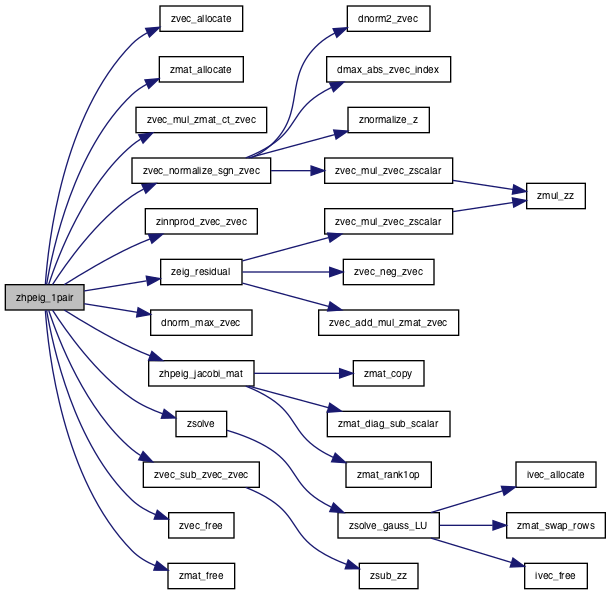 zvec_allocate
dnorm2_zvec
zmat_allocate
dmax_abs_zvec_index
zvec_mul_zmat_ct_zvec
znormalize_z
zvec_normalize_sgn_zvec
zvec_mul_zvec_zscalar
zmul_zz
zinnprod_zvec_zvec
zvec_mul_zvec_zscalar
zeig_residual
zvec_neg_zvec
zhpeig_1pair
dnorm_max_zvec
zvec_add_mul_zmat_zvec
zhpeig_jacobi_mat
zmat_copy
zsolve
zmat_diag_sub_scalar
zvec_sub_zvec_zvec
zmat_rank1op
ivec_allocate
zvec_free
zsolve_gauss_LU
zmat_swap_rows
zmat_free
zsub_zz
ivec_free